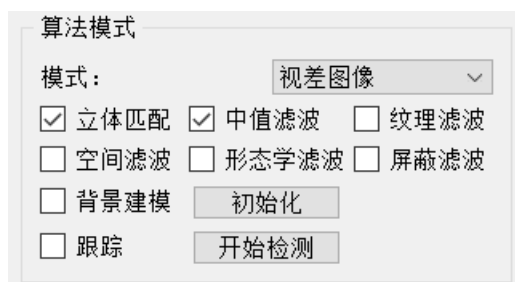 算法模式
模式： 视差图像
立体匹配 中值滤波 纹理滤波
空间滤波 形态学滤波 屏蔽滤波
背景建模 初始化
跟踪 开始检测